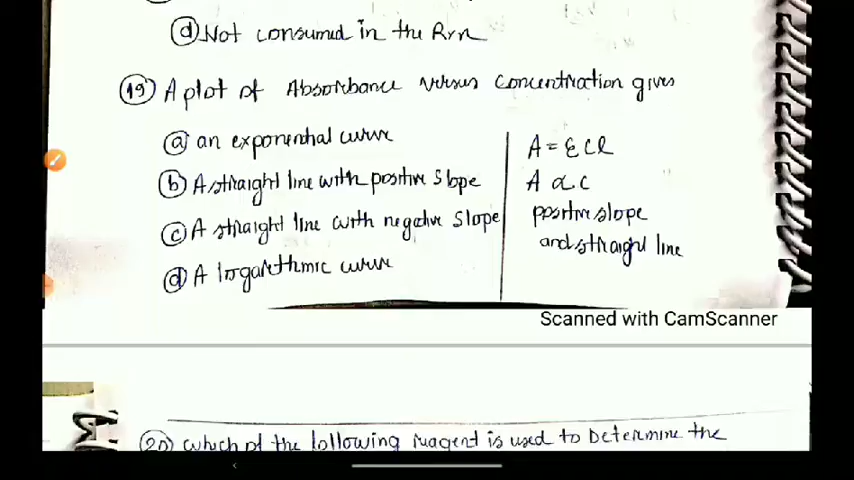 (d) Not consumed in the Rxn
(19) A plot of Absorbance versus concentration gives
(a) an exponential curve
(b) A straight line with positive slope
(c) A straight line with negative slope
(d) A logarethmic curve
A = εcl
A α c
positive slope
and straight line
Scanned with CamScanner
(20) which of the following reagent is used to Determine the